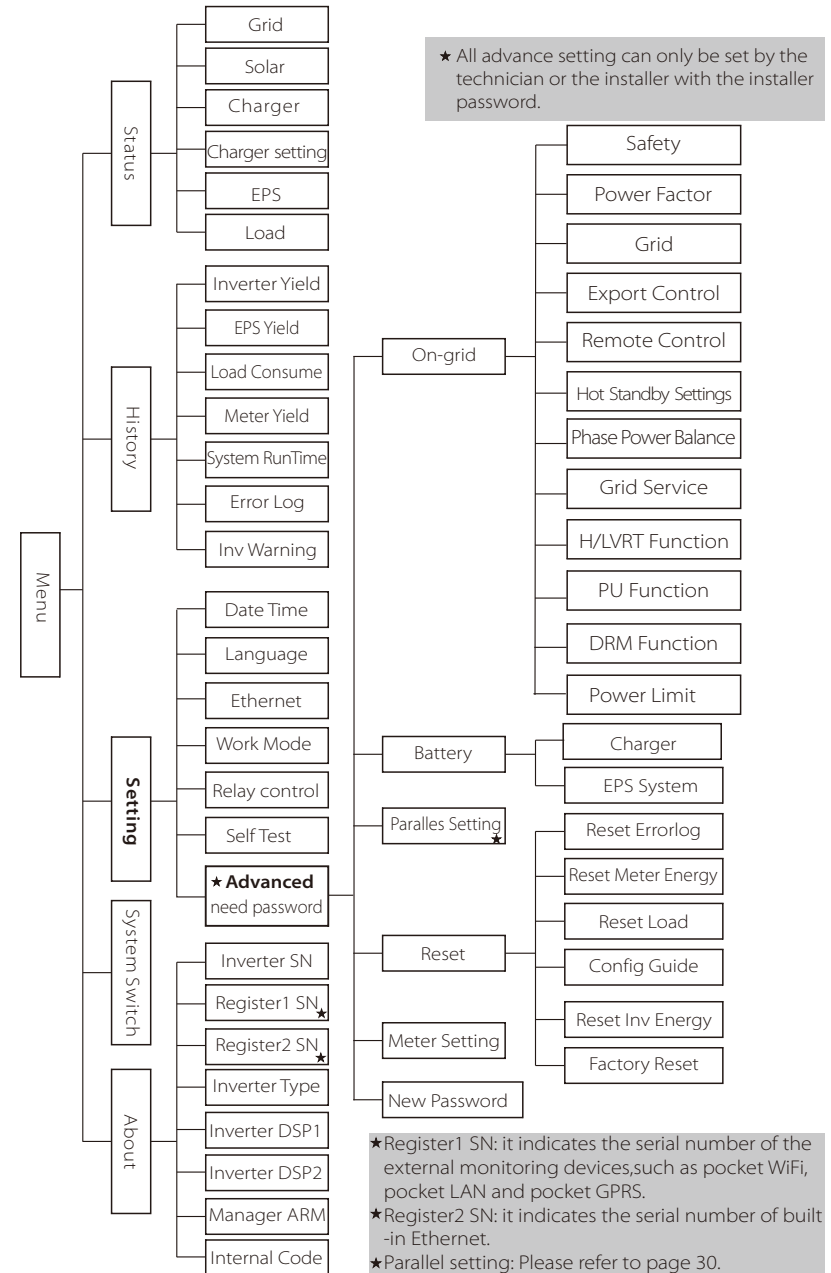 Menu
Status
Grid
Solar
Charger
Charger setting
EPS
Load
History
Inverter Yield
EPS Yield
Load Consume
Meter Yield
System RunTime
Error Log
Inv Warning
Setting
Date Time
Language
Ethernet
Work Mode
Relay control
Self Test
★ Advanced
need password
System Switch
About
Inverter SN
Register1 SN★
Register2 SN★
Inverter Type
Inverter DSP1
Inverter DSP2
Manager ARM
Internal Code
★ All advance setting can only be set by the
technician or the installer with the installer
password.
On-grid
Safety
Power Factor
Grid
Export Control
Remote Control
Hot Standby Settings
Phase Power Balance
Grid Service
H/LVRT Function
PU Function
DRM Function
Power Limit
Battery
Charger
EPS System
Paralles Setting★
Reset
Reset Errorlog
Reset Meter Energy
Reset Load
Config Guide
Reset Inv Energy
Factory Reset
Meter Setting
New Password
★Register1 SN: it indicates the serial number of the
external monitoring devices,such as pocket WiFi,
pocket LAN and pocket GPRS.
★Register2 SN: it indicates the serial number of built
-in Ethernet.
★Parallel setting: Please refer to page 30.